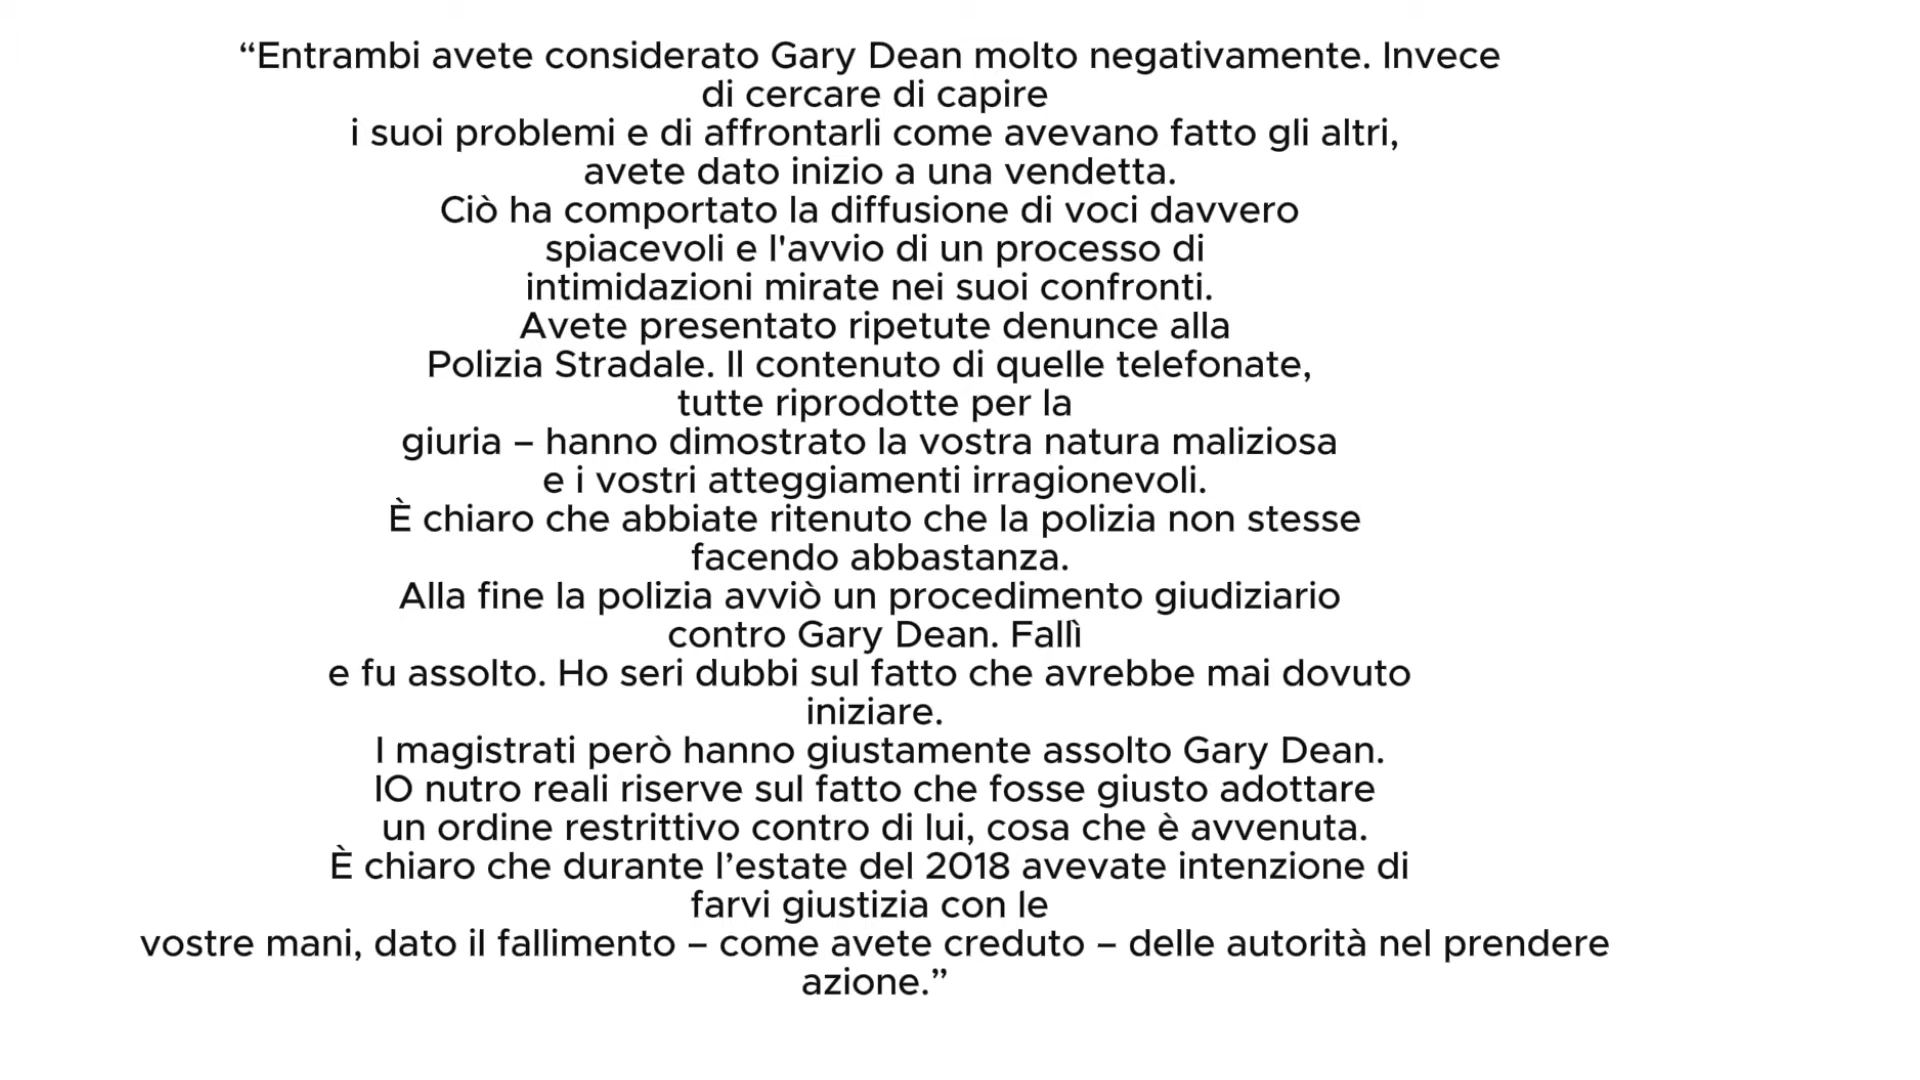 “Entrambi avete considerato Gary Dean molto negativamente. Invece
di cercare di capire
i suoi problemi e di affrontarli come avevano fatto gli altri,
avete dato inizio a una vendetta.
Ciò ha comportato la diffusione di voci davvero
spiacevoli e l'avvio di un processo di
intimidazioni mirate nei suoi confronti.
Avete presentato ripetute denunce alla
Polizia Stradale. Il contenuto di quelle telefonate,
tutte riprodotte per la
giuria – hanno dimostrato la vostra natura maliziosa
e i vostri atteggiamenti irragionevoli.
È chiaro che abbiate ritenuto che la polizia non stesse
facendo abbastanza.
Alla fine la polizia avviò un procedimento giudiziario
contro Gary Dean. Fallì
e fu assolto. Ho seri dubbi sul fatto che avrebbe mai dovuto
iniziare.
I magistrati però hanno giustamente assolto Gary Dean.
IO nutro reali riserve sul fatto che fosse giusto adottare
un ordine restrittivo contro di lui, cosa che è avvenuta.
È chiaro che durante l’estate del 2018 avevate intenzione di
farvi giustizia con le
vostre mani, dato il fallimento – come avete creduto – delle autorità nel prendere
azione.”